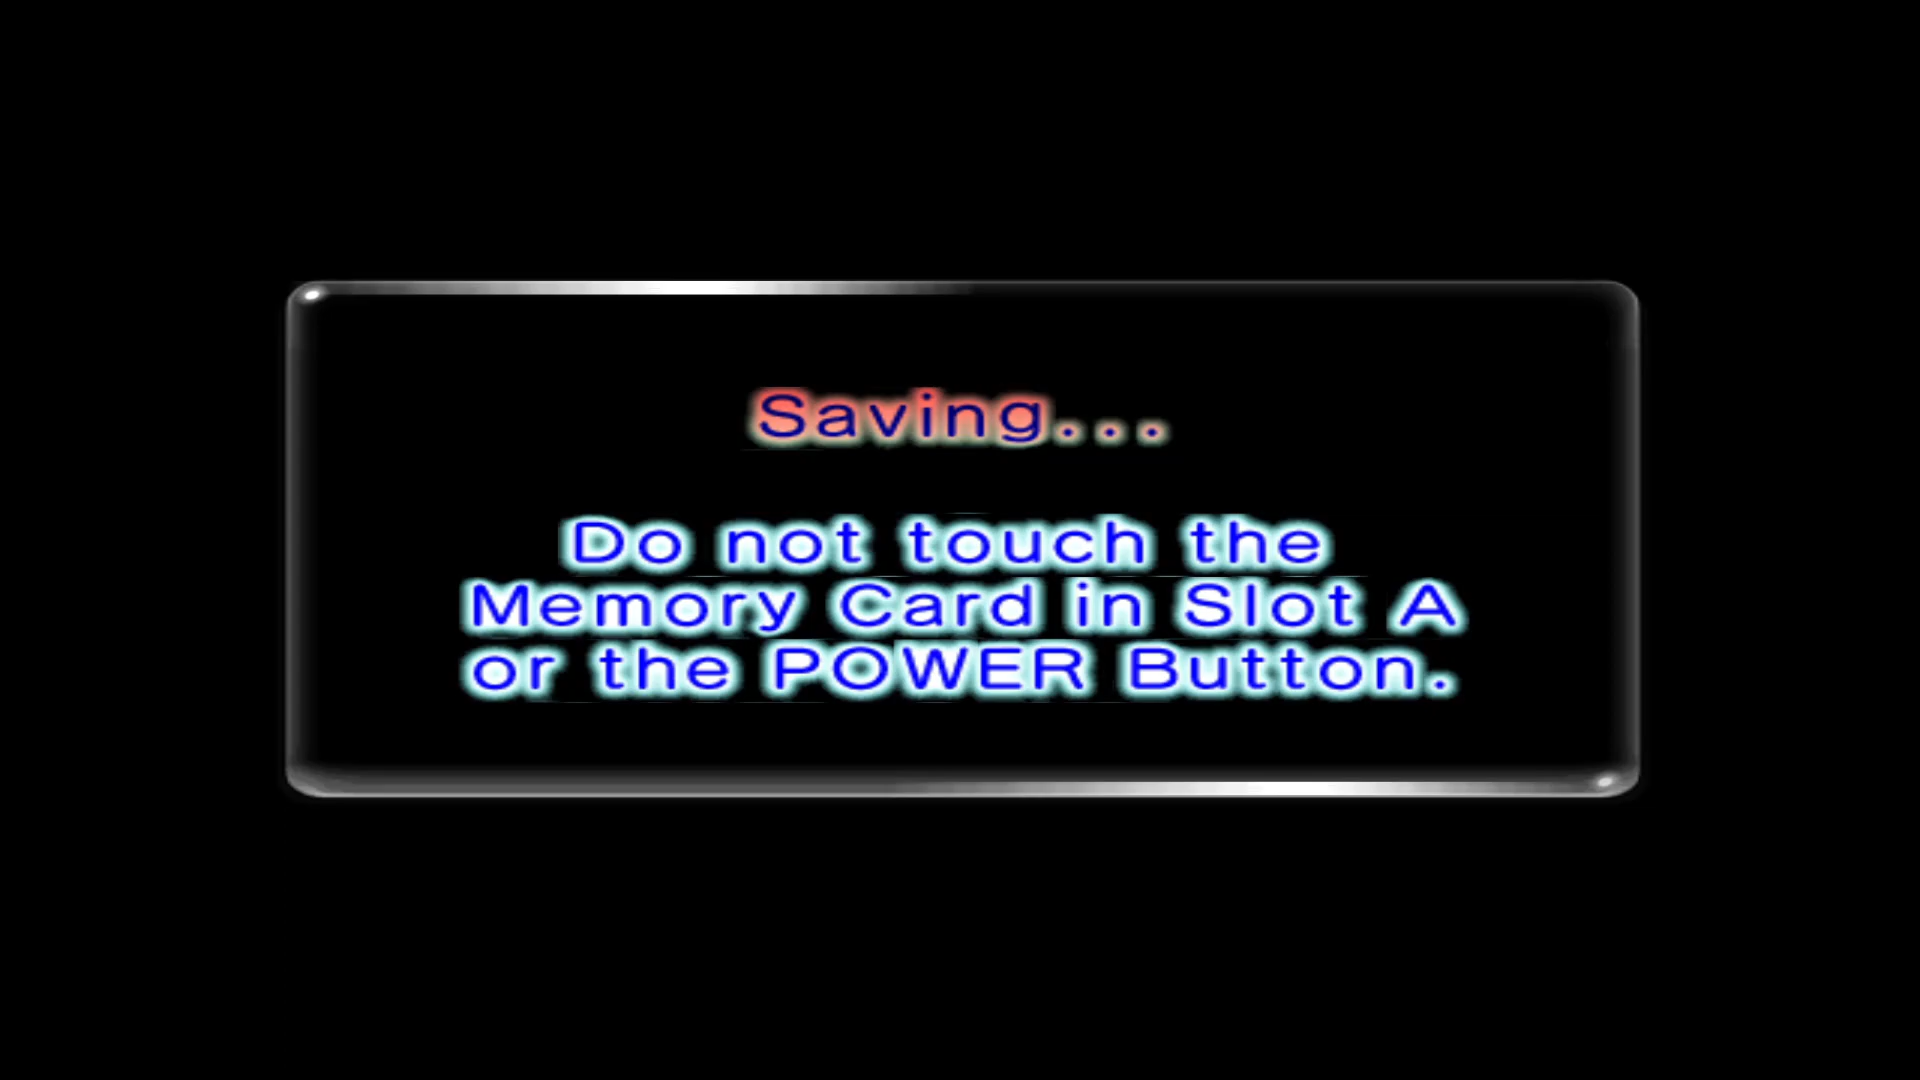 Saving...
Do not touch the
Memory Card in Slot A
or the POWER Button.